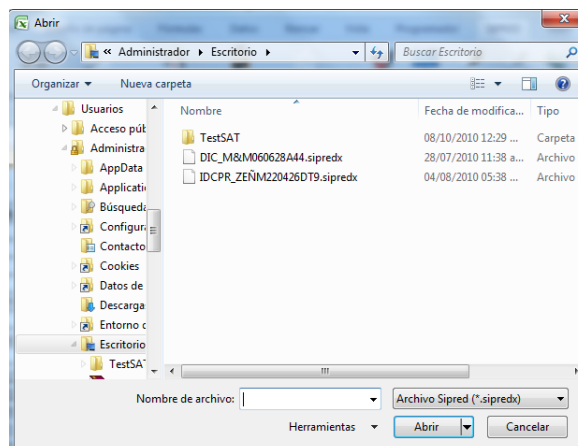 Abrir
« Administrador ▸ Escritorio ▸
Buscar Escritorio
Organizar
Nueva carpeta
Nombre
Fecha de modifica...
Tipo
Usuarios
Acceso púb
Administra
AppData
Applicati
Búsqueda
Configur
Contacto
Cookies
Datos de
Descarga
Entorno
Escritorio
TestSA
TestSAT
08/10/2010 12:29 ...
Carpeta
DIC_M&M060628A44.sipredx
28/07/2010 11:38 a...
Archivo
IDCPR_ZEÑM220426DT9.sipredx
04/08/2010 05:38 ...
Archivo
Nombre de archivo:
Archivo Sipred (*.sipredx)
Herramientas
Abrir
Cancelar